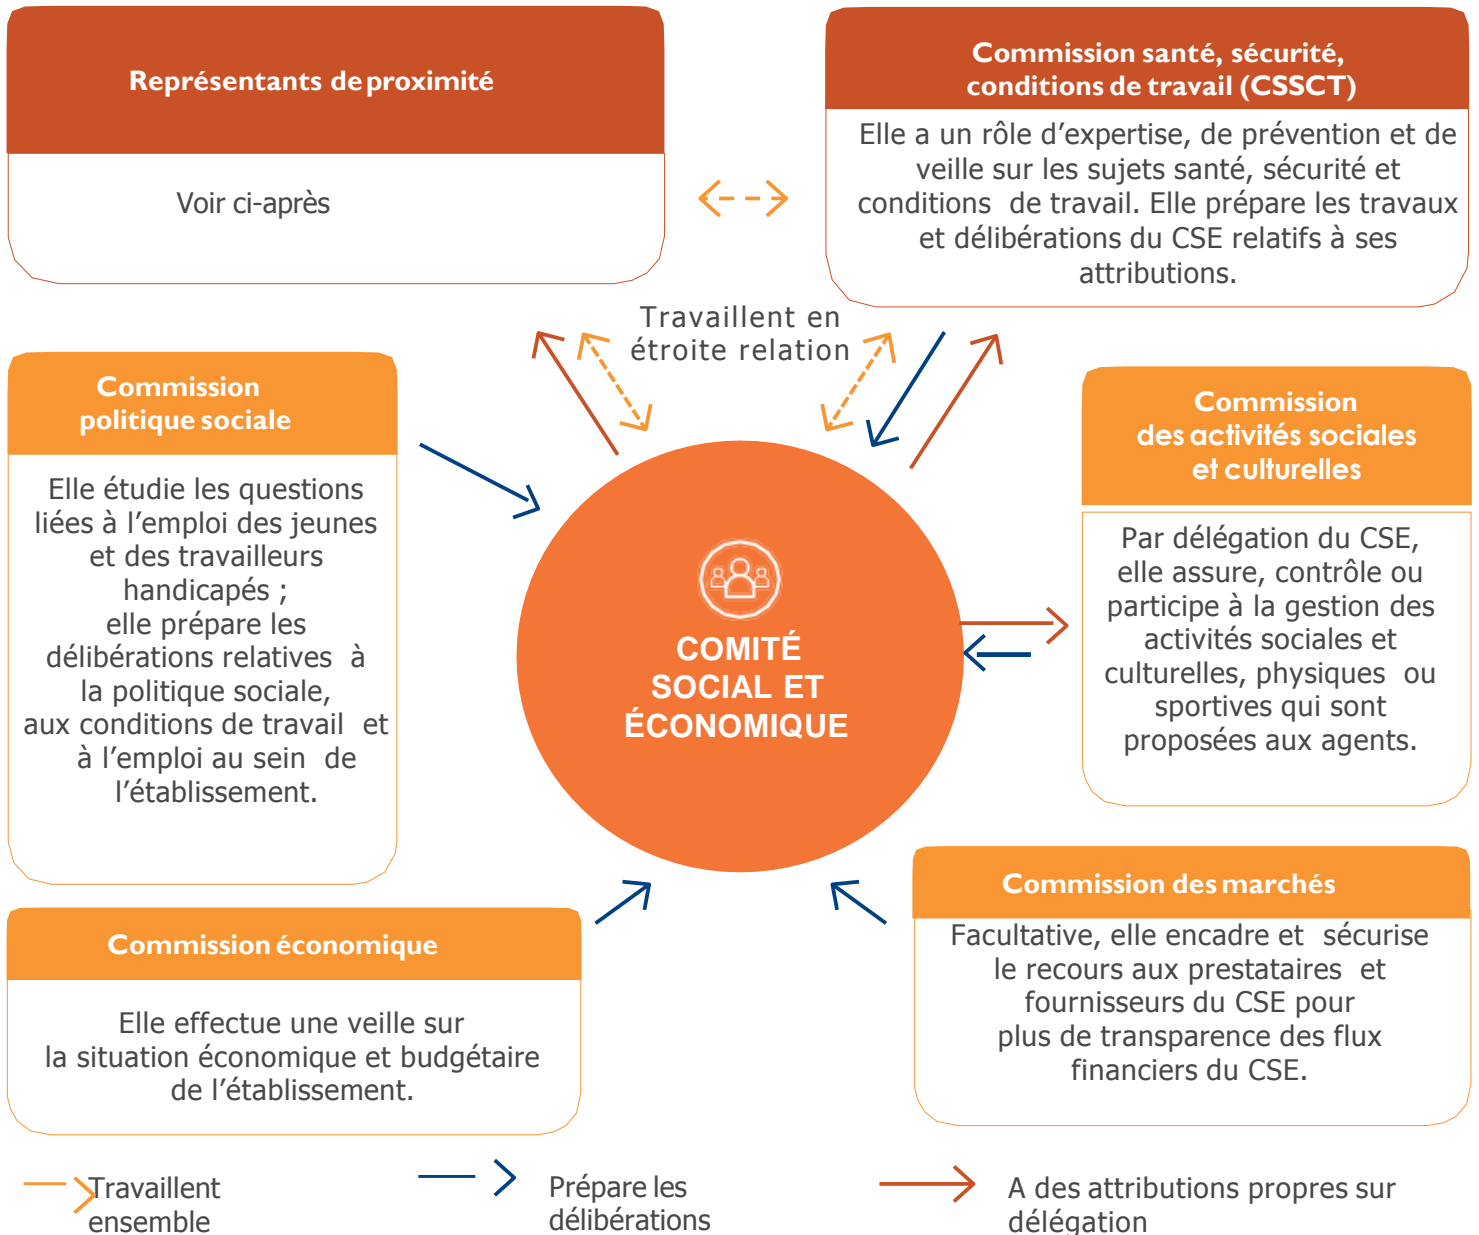 Représentants de proximité
Voir ci-après
Commission santé, sécurité,
conditions de travail (CSSCT)
Elle a un rôle d’expertise, de prévention et de
veille sur les sujets santé, sécurité et
conditions de travail. Elle prépare les travaux
et délibérations du CSE relatifs à ses
attributions.
Travaillent en
étroite relation
Commission
politique sociale
Elle étudie les questions
liées à l’emploi des jeunes
et des travailleurs
handicapés ;
elle prépare les
délibérations relatives à
la politique sociale,
aux conditions de travail et
à l’emploi au sein de
l’établissement.
COMITÉ
SOCIAL ET
ÉCONOMIQUE
Commission
des activités sociales
et culturelles
Par délégation du CSE,
elle assure, contrôle ou
participe à la gestion des
activités sociales et
culturelles, physiques ou
sportives qui sont
proposées aux agents.
Commission économique
Elle effectue une veille sur
la situation économique et budgétaire
de l’établissement.
Commission des marchés
Facultative, elle encadre et sécurise
le recours aux prestataires et
fournisseurs du CSE pour
plus de transparence des flux
financiers du CSE.
Travaillent
ensemble
Prépare les
délibérations
A des attributions propres sur
délégation